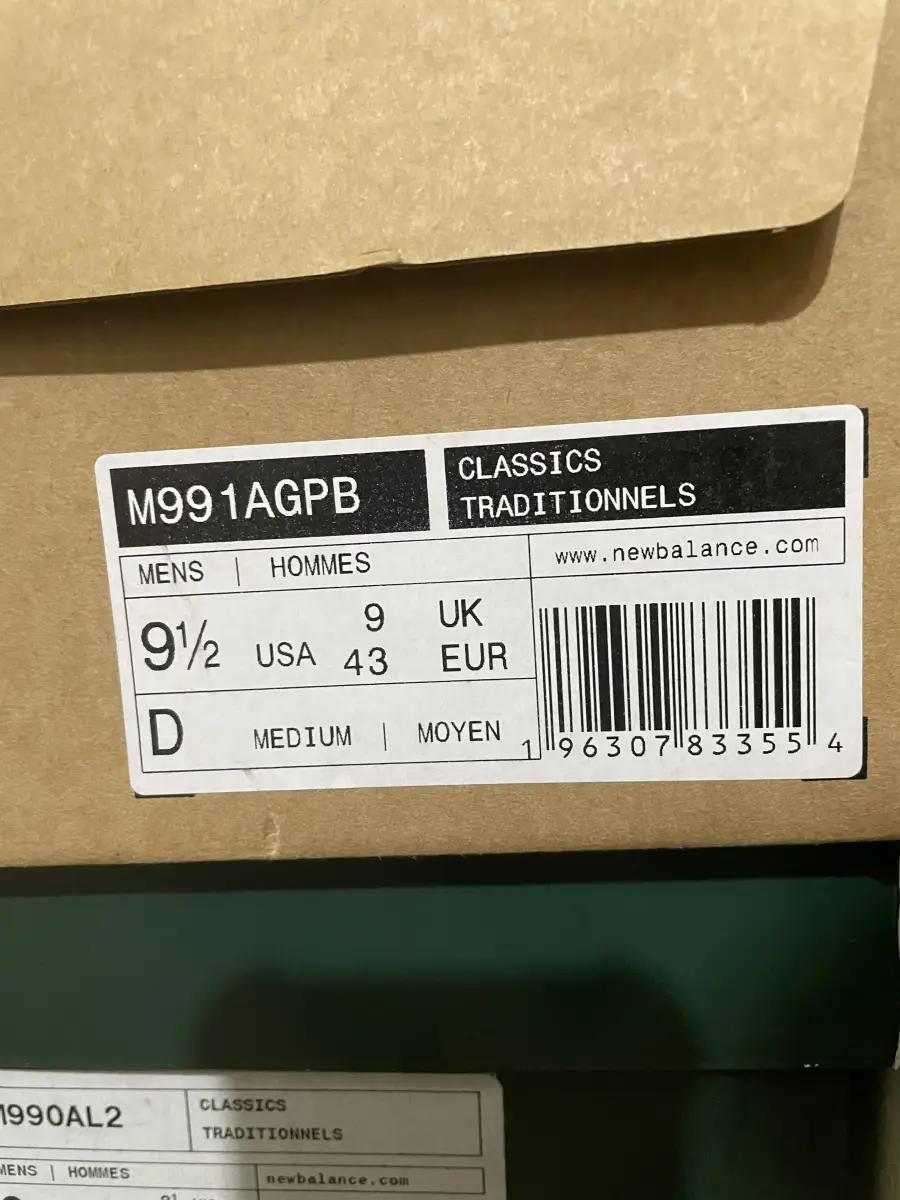 M991AGPB
CLASSICS
TRADITIONNELS
MENS | HOMMES
www.newbalance.com
9½ USA
9 UK
43 EUR
D MEDIUM | MOYEN
1 96307 83355 4
M990AL2
CLASSICS
TRADITIONNELS
MENS | HOMMES
newbalance.com